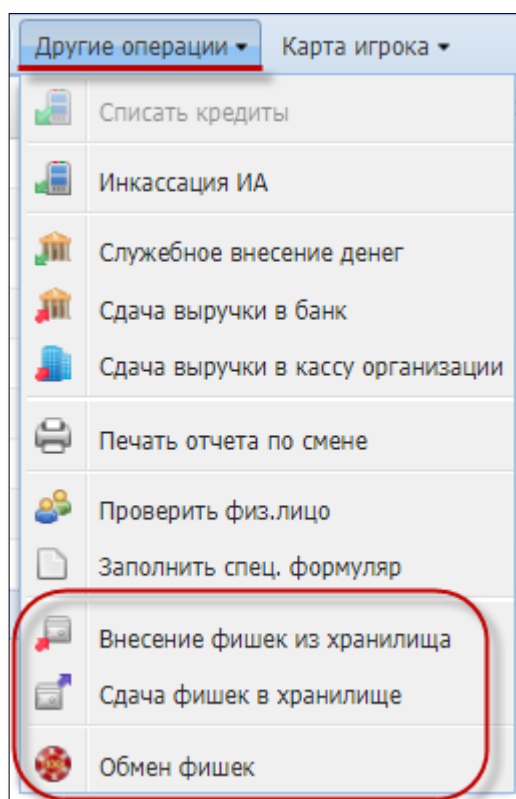 Другие операции Карта игрока
Списать кредиты
Инкассация ИА
Служебное внесение денег
Сдача выручки в банк
Сдача выручки в кассу организации
Печать отчета по смене
Проверить физ.лицо
Заполнить спец. формуляр
Внесение фишек из хранилища
Сдача фишек в хранилище
Обмен фишек